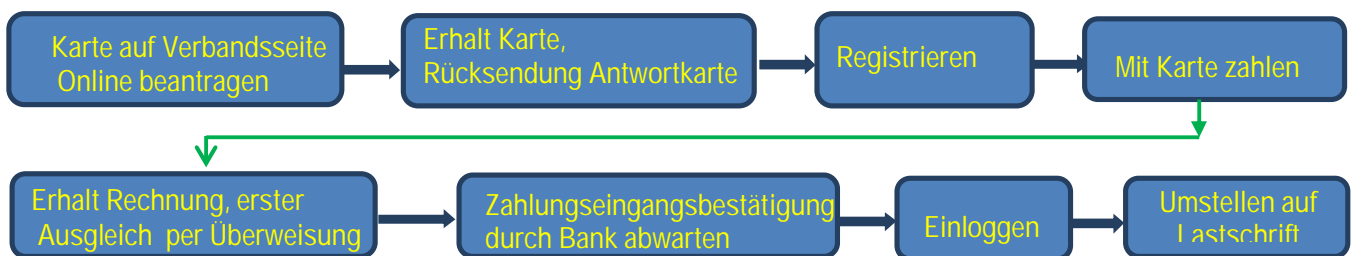 Karte auf Verbandsseite
Online beantragen
Erhalt Karte,
Rücksendung Antwortkarte
Registrieren
Mit Karte zahlen
Erhalt Rechnung, erster
Ausgleich per Überweisung
Zahlungseingangsbestätigung
durch Bank abwarten
Einloggen
Umstellen auf
Lastschrift